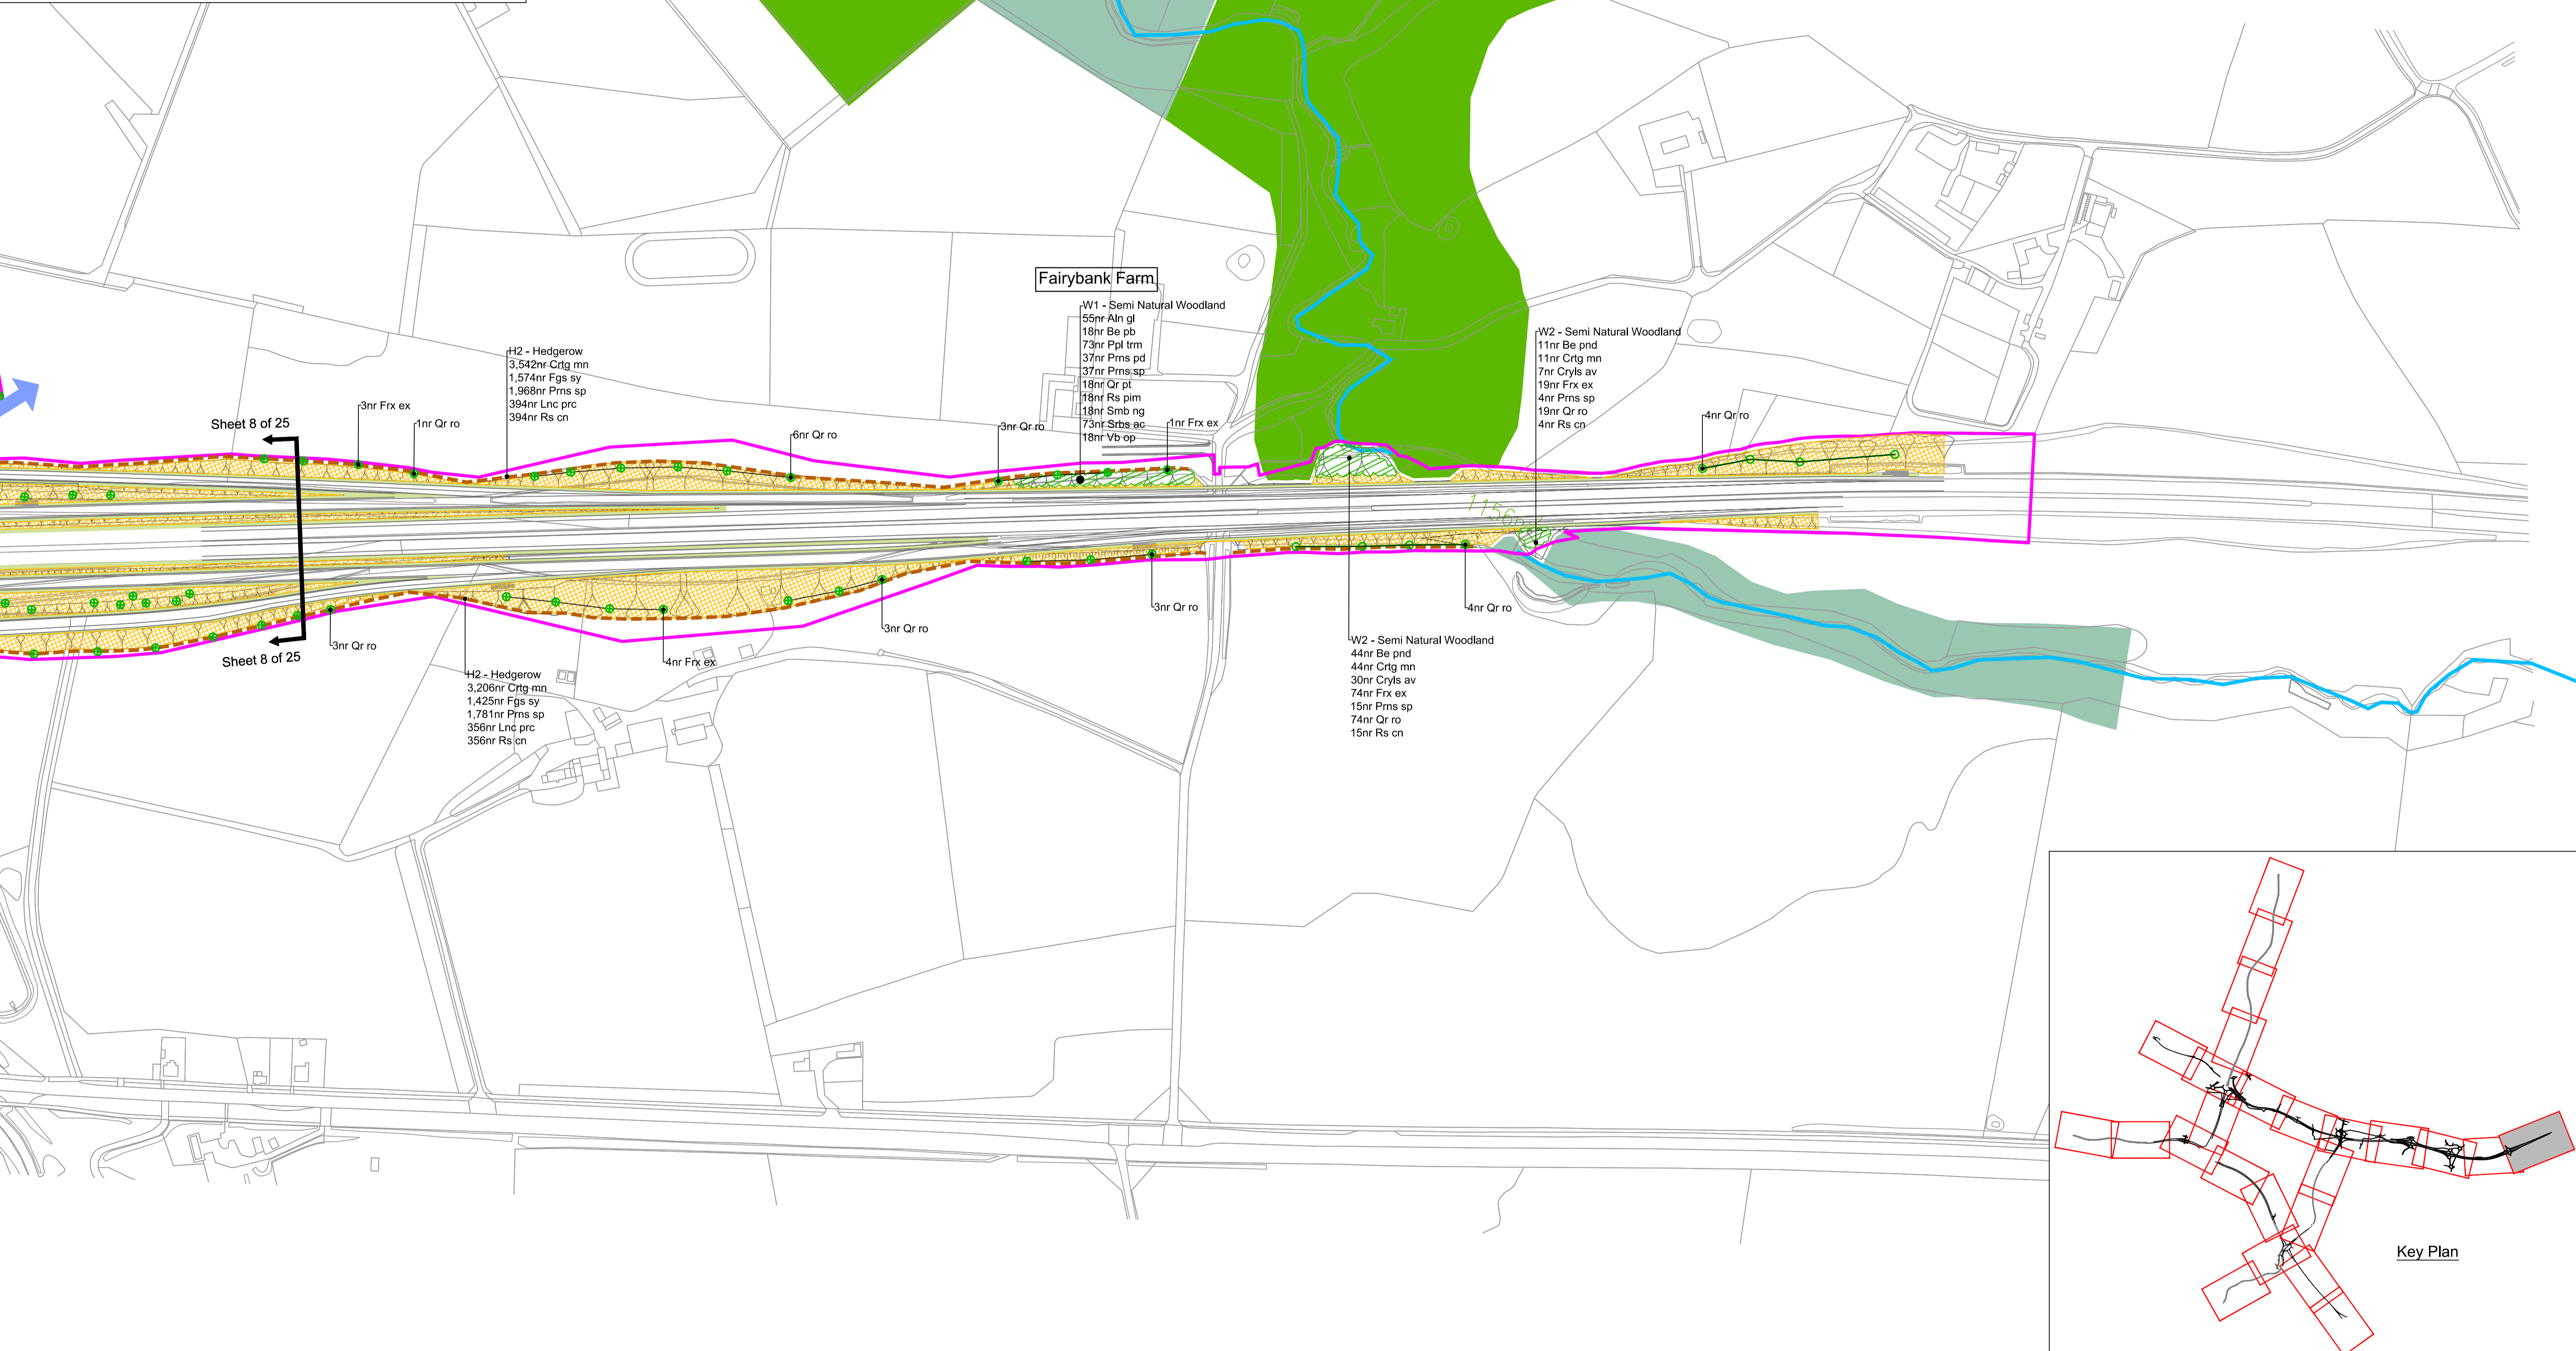 Fairybank Farm
W1 - Semi Natural Woodland
55nr Aln gl
18nr Be pb
73nr Ppl trm
37nr Prns pd
37nr Prns sp
18nr Qr pt
18nr Rs pim
18nr Smb ng
73nr Srbs ac
18nr Vb op
W2 - Semi Natural Woodland
11nr Be pnd
11nr Crtg mn
7nr Cryls av
19nr Frx ex
4nr Prns sp
19nr Qr ro
4nr Rs cn
H2 - Hedgerow
3,542nr Crtg mn
1,574nr Fgs sy
1,968nr Prns sp
394nr Lnc prc
394nr Rs cn
3nr Frx ex
Sheet 8 of 25
1nr Qr ro
6nr Qr ro
3nr Qr ro
1nr Frx ex
4nr Qr ro
3nr Qr ro
4nr Qr ro
3nr Qr ro
3nr Qr ro
Sheet 8 of 25
4nr Frx ex
W2 - Semi Natural Woodland
44nr Be pnd
44nr Crtg mn
30nr Cryls av
74nr Frx ex
15nr Prns sp
74nr Qr ro
15nr Rs cn
H2 - Hedgerow
3,206nr Crtg mn
1,425nr Fgs sy
1,781nr Prns sp
356nr Lnc prc
356nr Rs cn
Key Plan